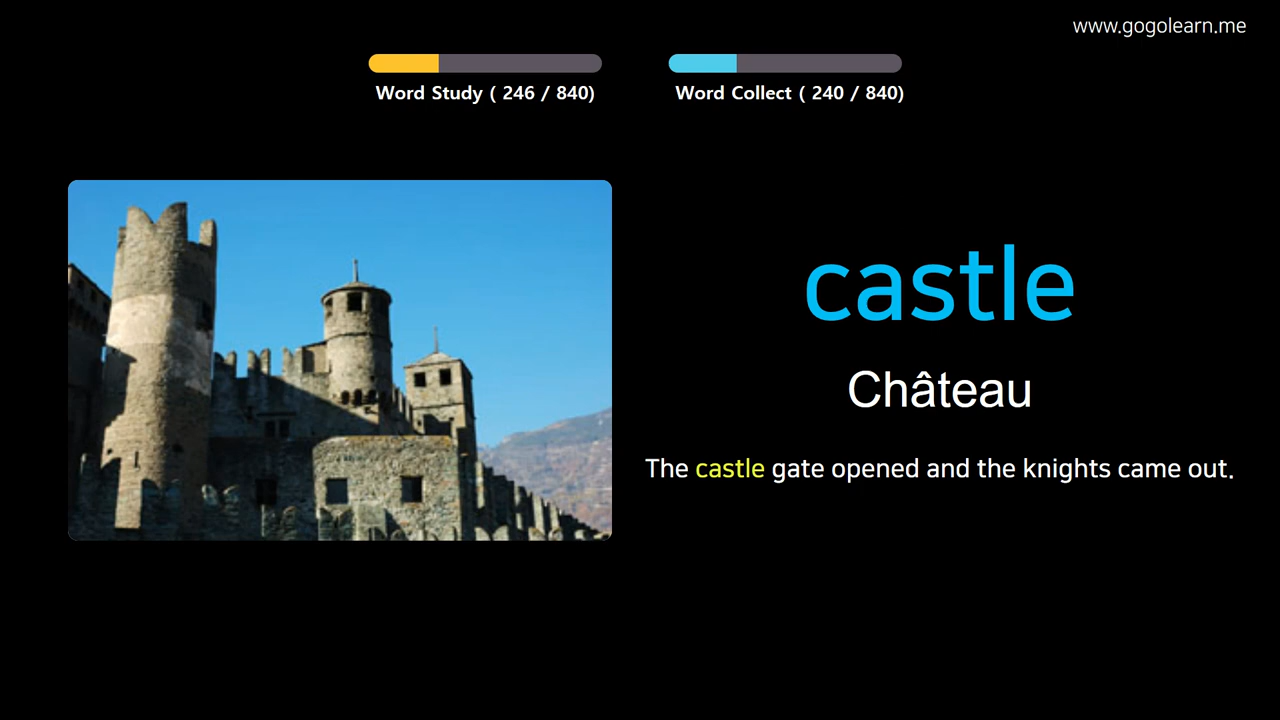 www.gogolearn.me
Word Study ( 246 / 840)
Word Collect ( 240 / 840)
castle
Château
The castle gate opened and the knights came out.